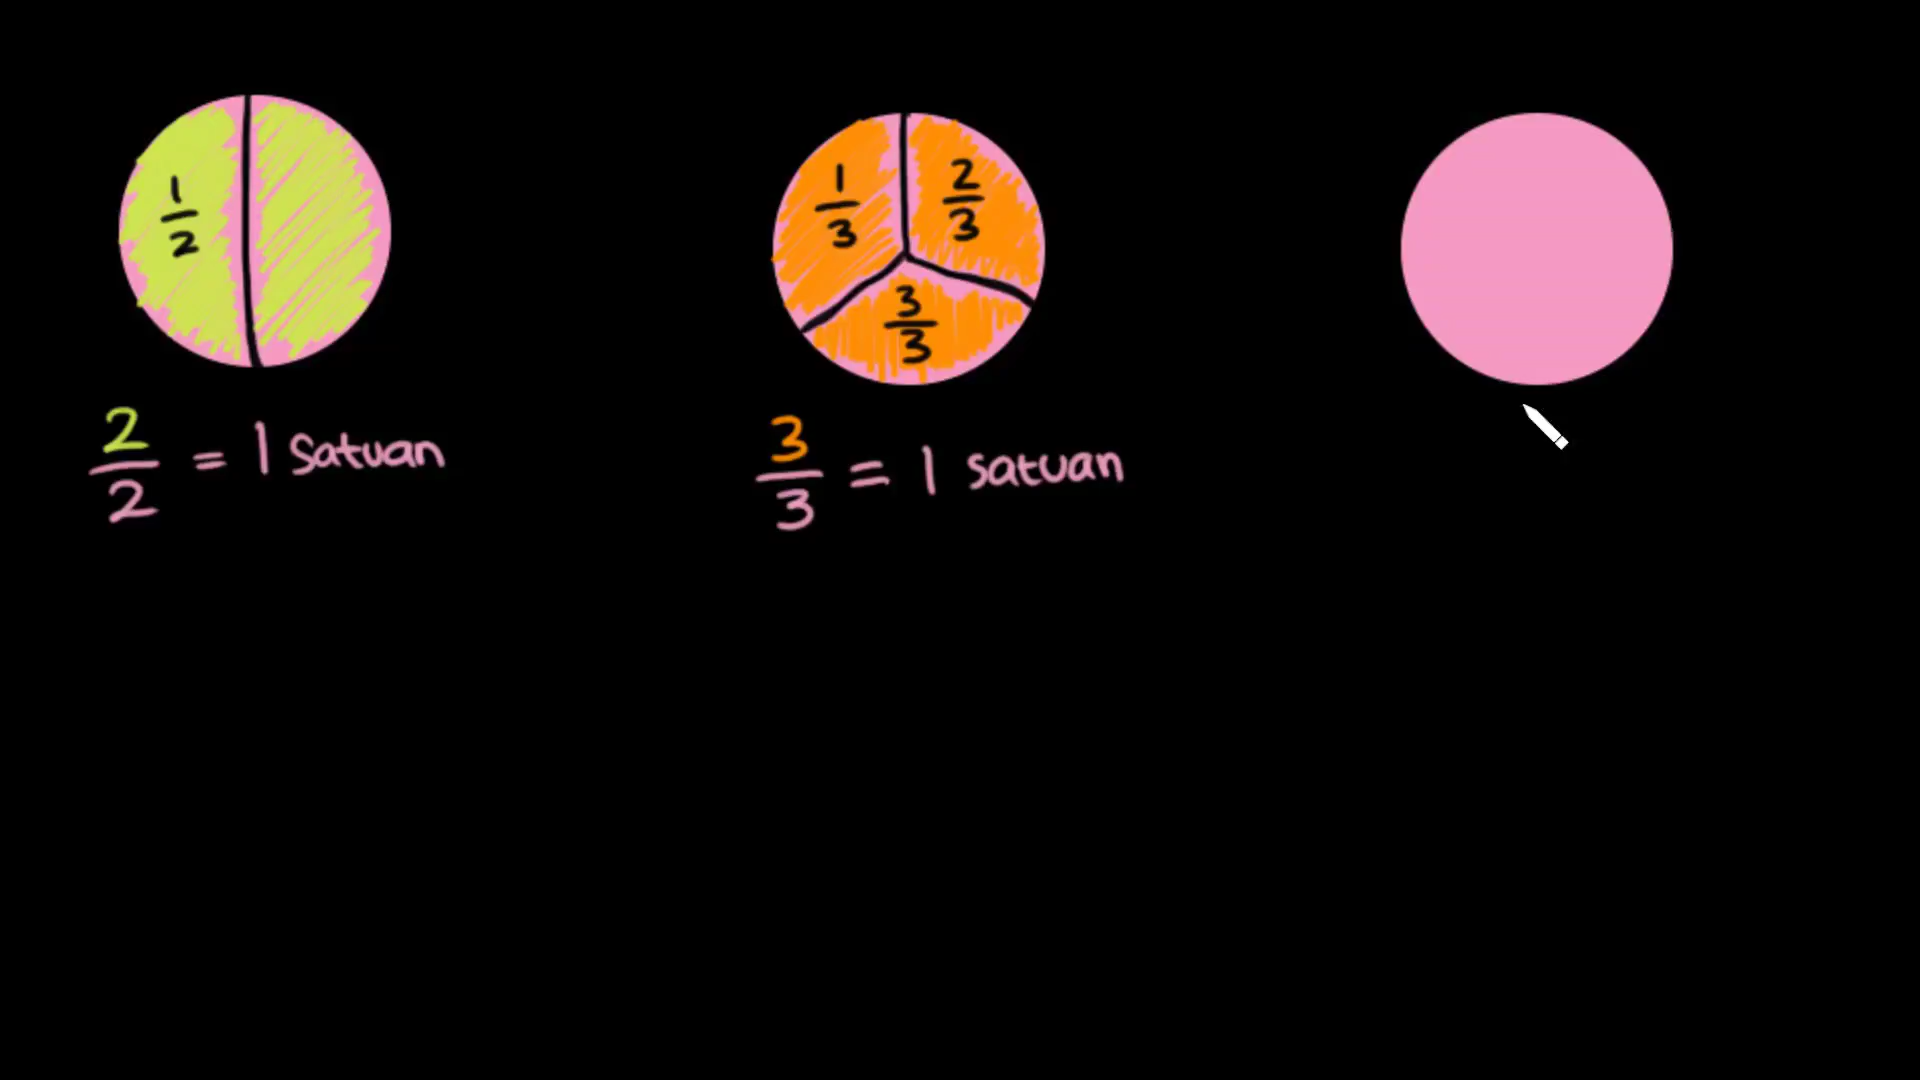 1/2
1/3
2/3
3/3
2/2 = 1 Satuan
3/3 = 1 satuan